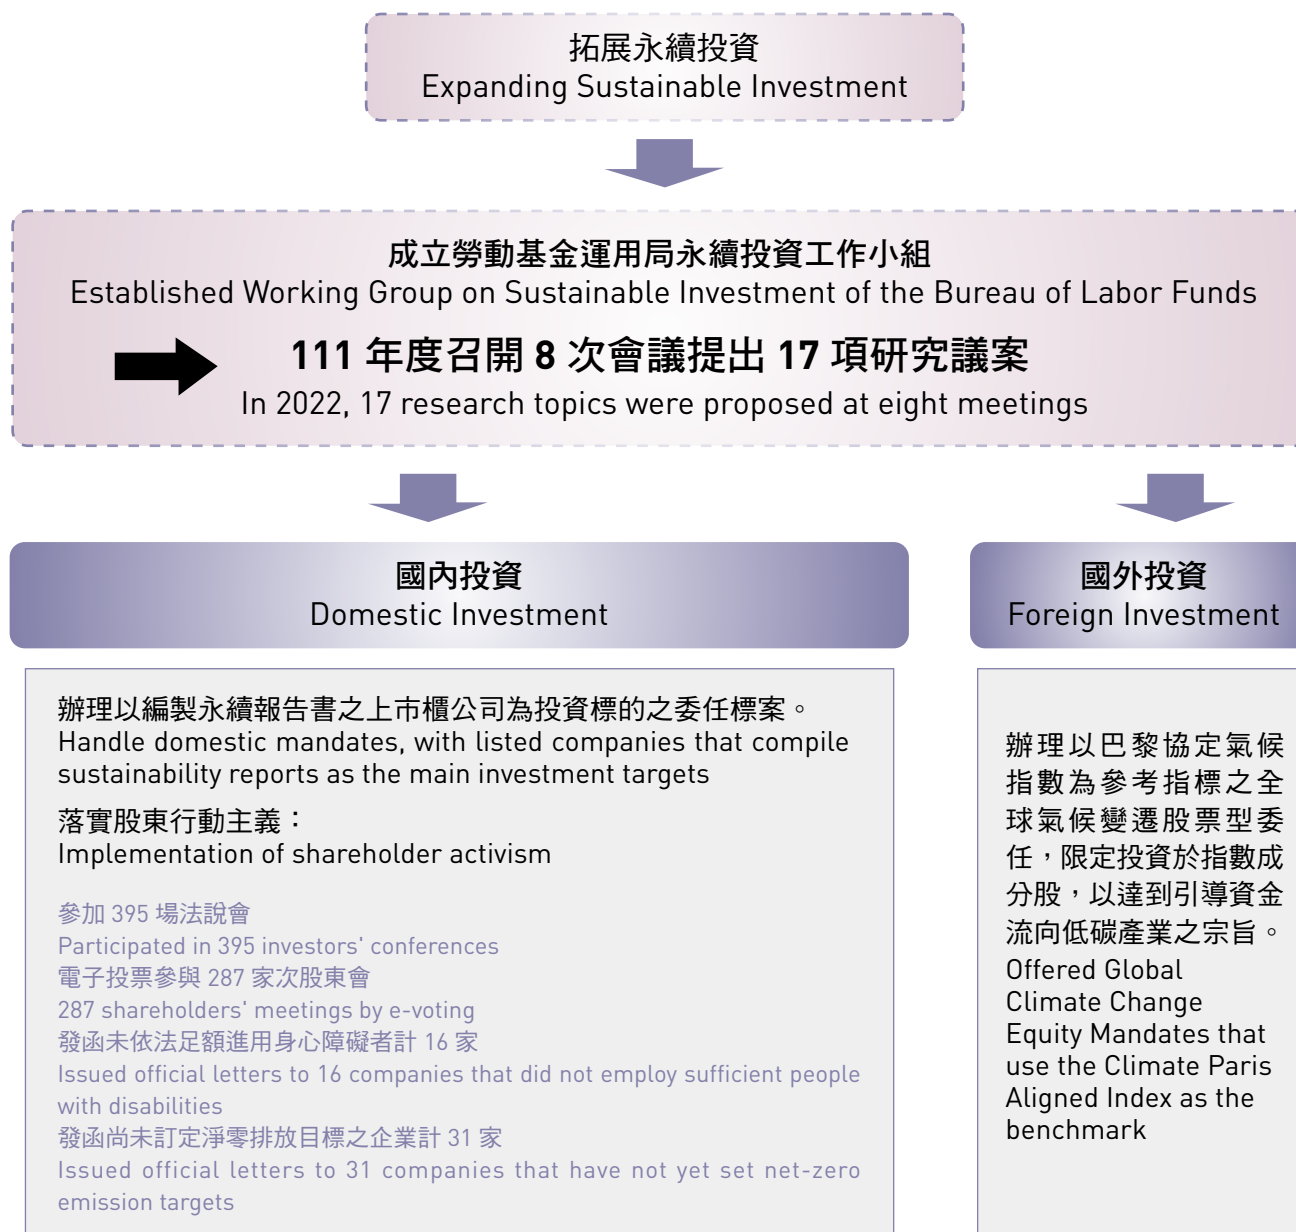 拓展永續投資
Expanding Sustainable Investment
成立勞動基金運用局永續投資工作小組
Established Working Group on Sustainable Investment of the Bureau of Labor Funds
111 年度召開 8 次會議提出 17 項研究議案
In 2022, 17 research topics were proposed at eight meetings
國內投資
Domestic Investment
辦理以編製永續報告書之上市櫃公司為投資標的之委任標案。
Handle domestic mandates, with listed companies that compile
sustainability reports as the main investment targets
落實股東行動主義：
Implementation of shareholder activism
參加 395 場法說會
Participated in 395 investors' conferences
電子投票參與 287 家次股東會
287 shareholders' meetings by e-voting
發函未依法足額進用身心障礙者計 16 家
Issued official letters to 16 companies that did not employ sufficient people
with disabilities
發函尚未訂定淨零排放目標之企業計 31 家
Issued official letters to 31 companies that have not yet set net-zero
emission targets
國外投資
Foreign Investment
辦理以巴黎協定氣候
指數為參考指標之全
球氣候變遷股票型委
任，限定投資於指數成
分股，以達到引導資金
流向低碳產業之宗旨。
Offered Global
Climate Change
Equity Mandates that
use the Climate Paris
Aligned Index as the
benchmark